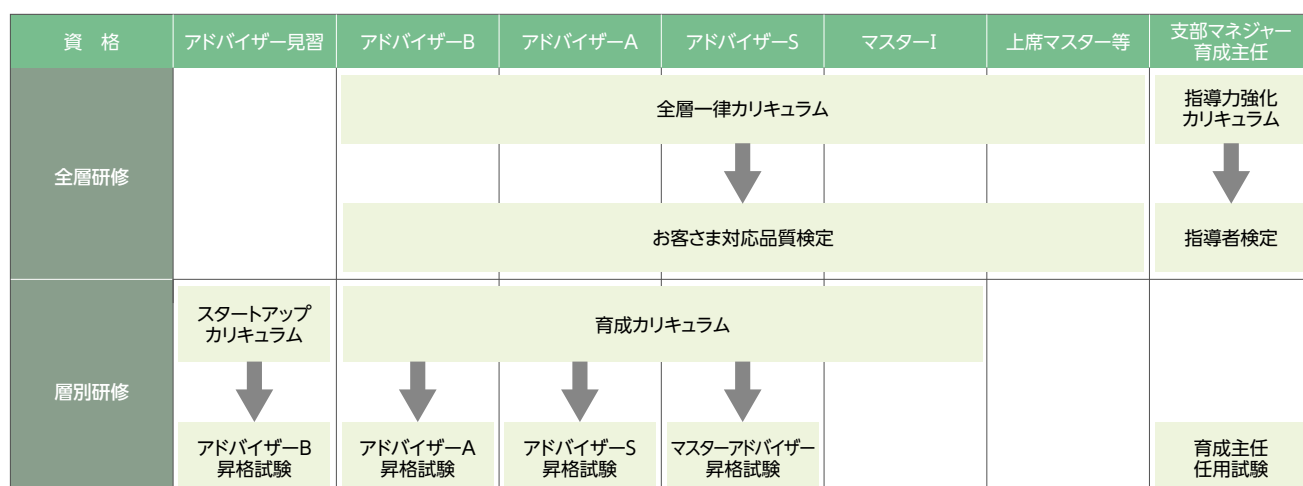 資　格
アドバイザー見習
アドバイザーB
アドバイザーA
アドバイザーS
マスターI
上席マスター等
支部マネジャー
育成主任
全層研修
全層一律カリキュラム
指導力強化
カリキュラム
お客さま対応品質検定
指導者検定
層別研修
スタートアップ
カリキュラム
育成カリキュラム
アドバイザーB
昇格試験
アドバイザーA
昇格試験
アドバイザーS
昇格試験
マスターアドバイザー
昇格試験
育成主任
任用試験